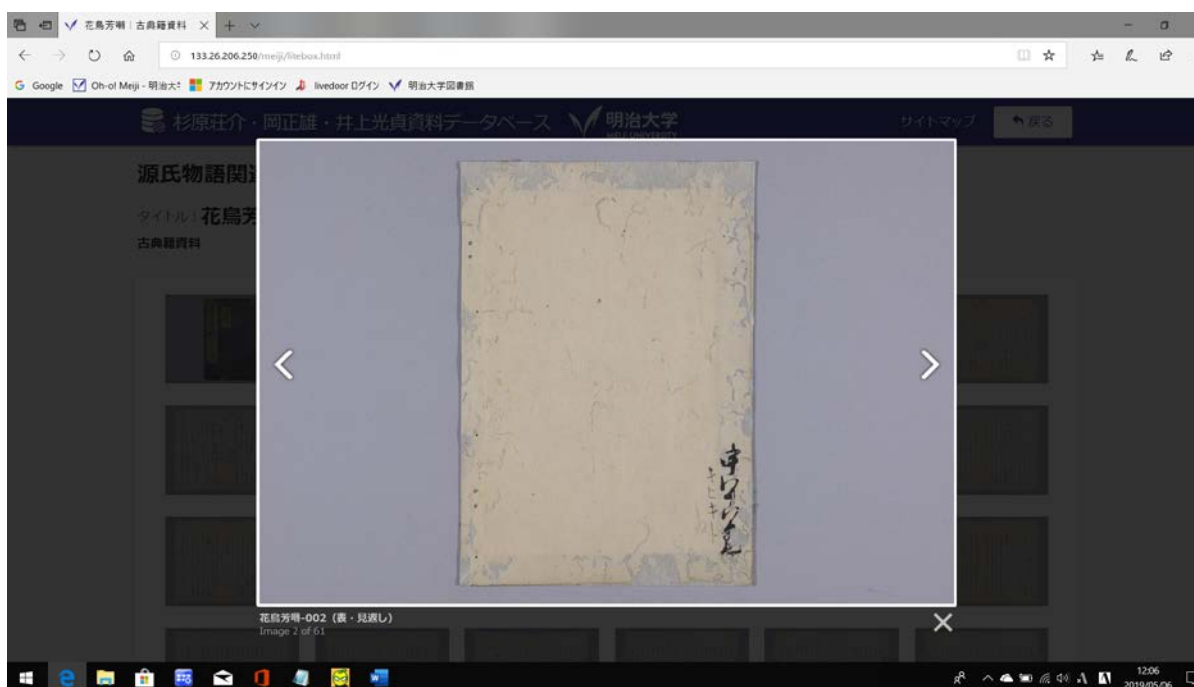 花鳥芳囀 | 古典籍資料
133.26.206.250/meiji/litebox.html
Google
Oh-o! Meiji - 明治大
アカウントにサインイン
livedoor ログイン
明治大学図書館
杉原荘介・岡正雄・井上光貞資料データベース
明治大学
MEIJI UNIVERSITY
サイトマップ
戻る
源氏物語関
タイトル:花鳥芳
古典籍資料
花鳥芳囀-002(表・見返し)
Image 2 of 61
12:06
2019/05/06